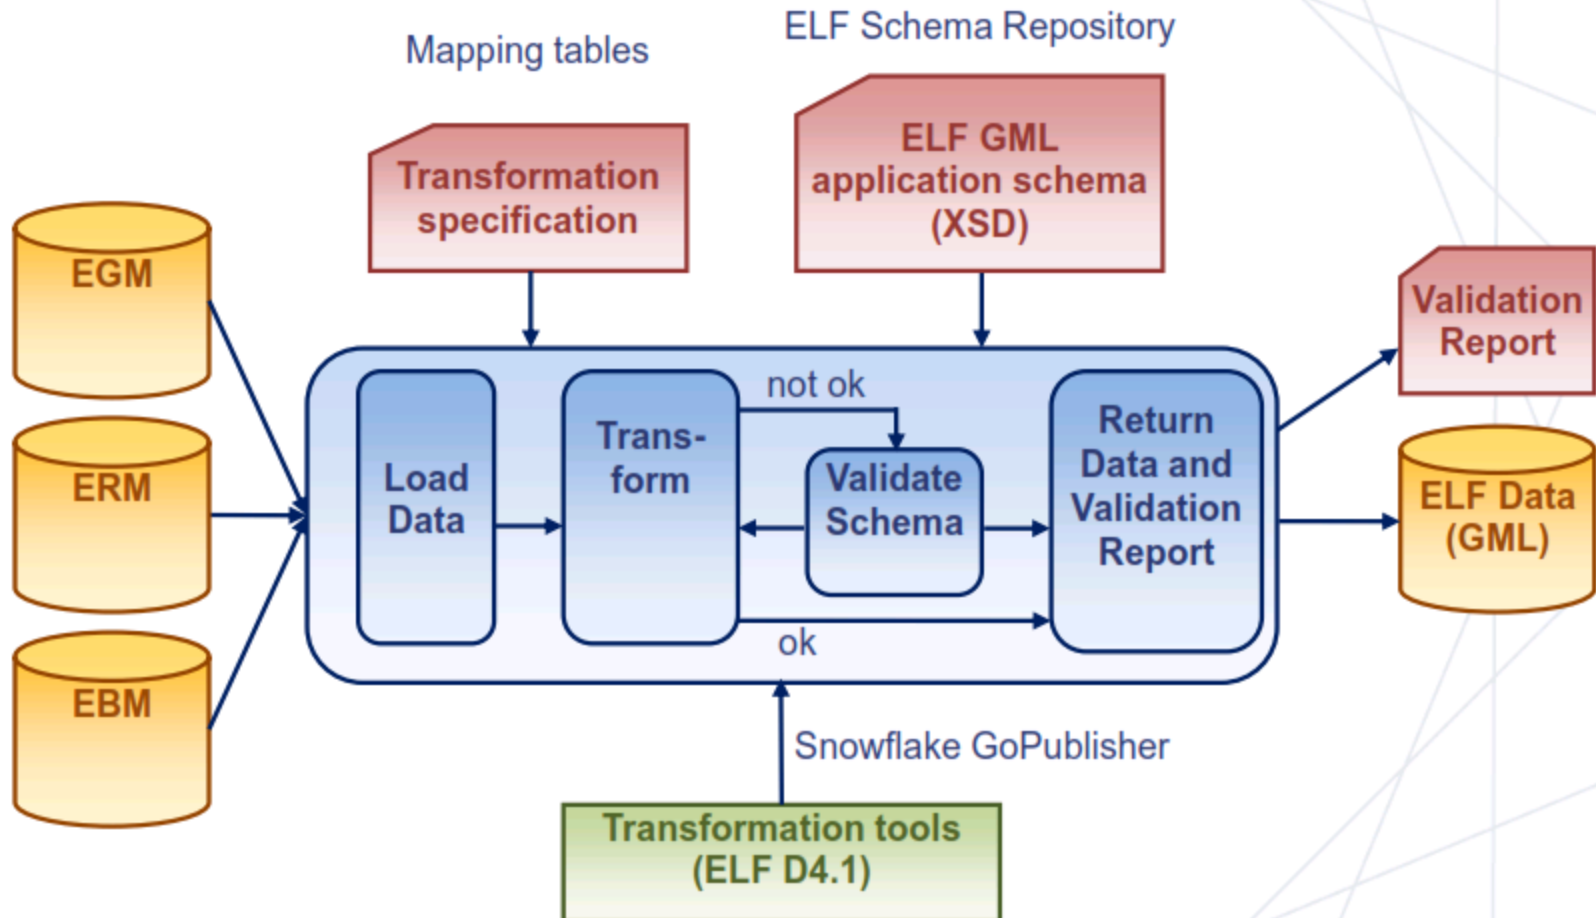 Mapping tables
ELF Schema Repository
Transformation
specification
ELF GML
application schema
(XSD)
EGM
ERM
EBM
Load
Data
Trans-
form
not ok
Validate
Schema
ok
Return
Data and
Validation
Report
Validation
Report
ELF Data
(GML)
Snowflake GoPublisher
Transformation tools
(ELF D4.1)